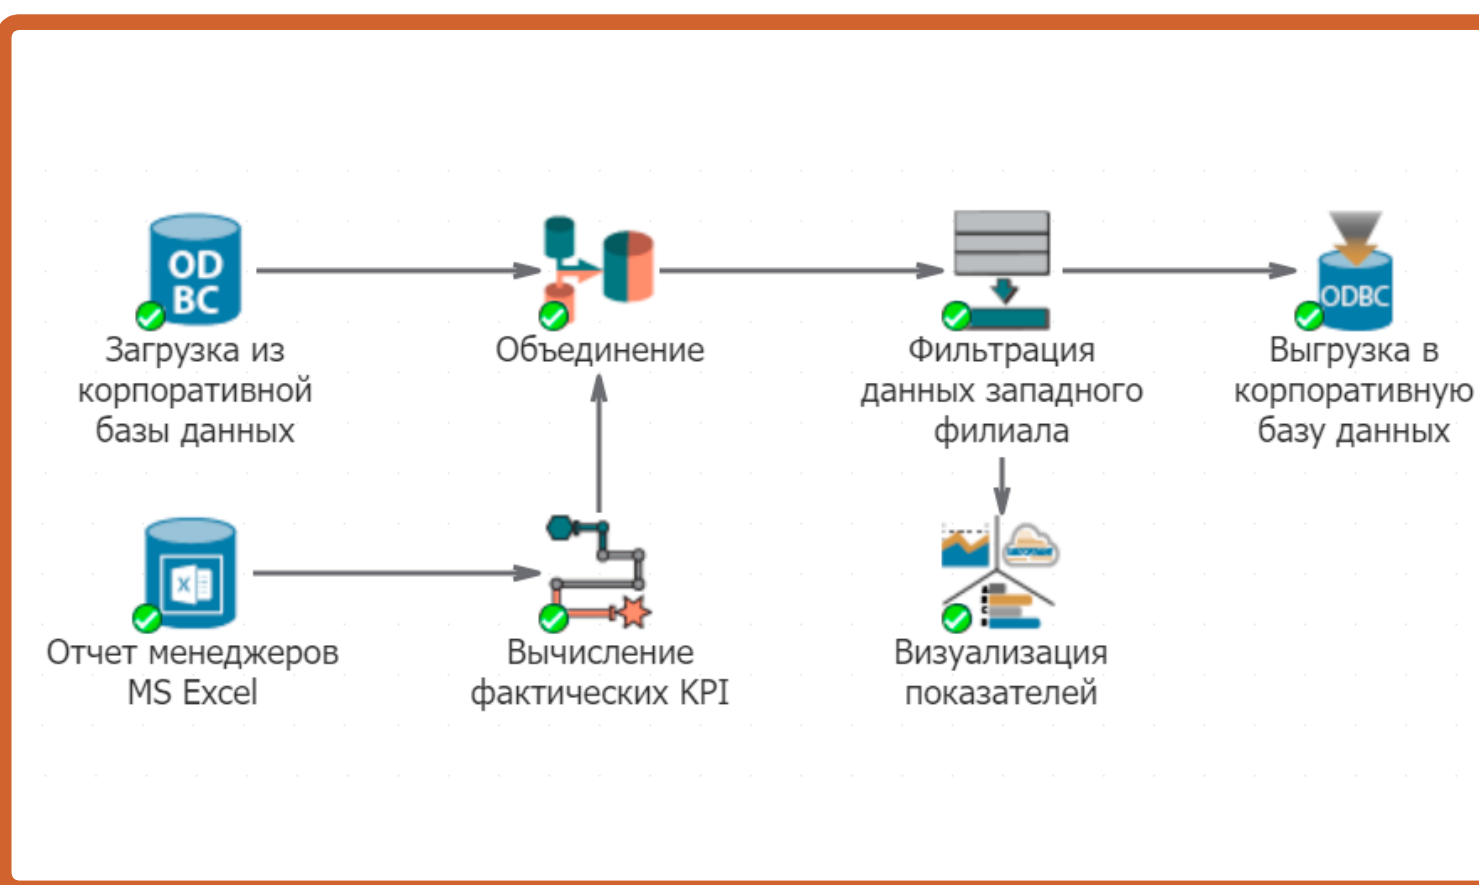 OD
BC
Загрузка из
корпоративной
базы данных
Объединение
Фильтрация
данных западного
филиала
ODBC
Выгрузка в
корпоративную
базу данных
X
Отчет менеджеров
MS Excel
Вычисление
фактических KPI
Визуализация
показателей